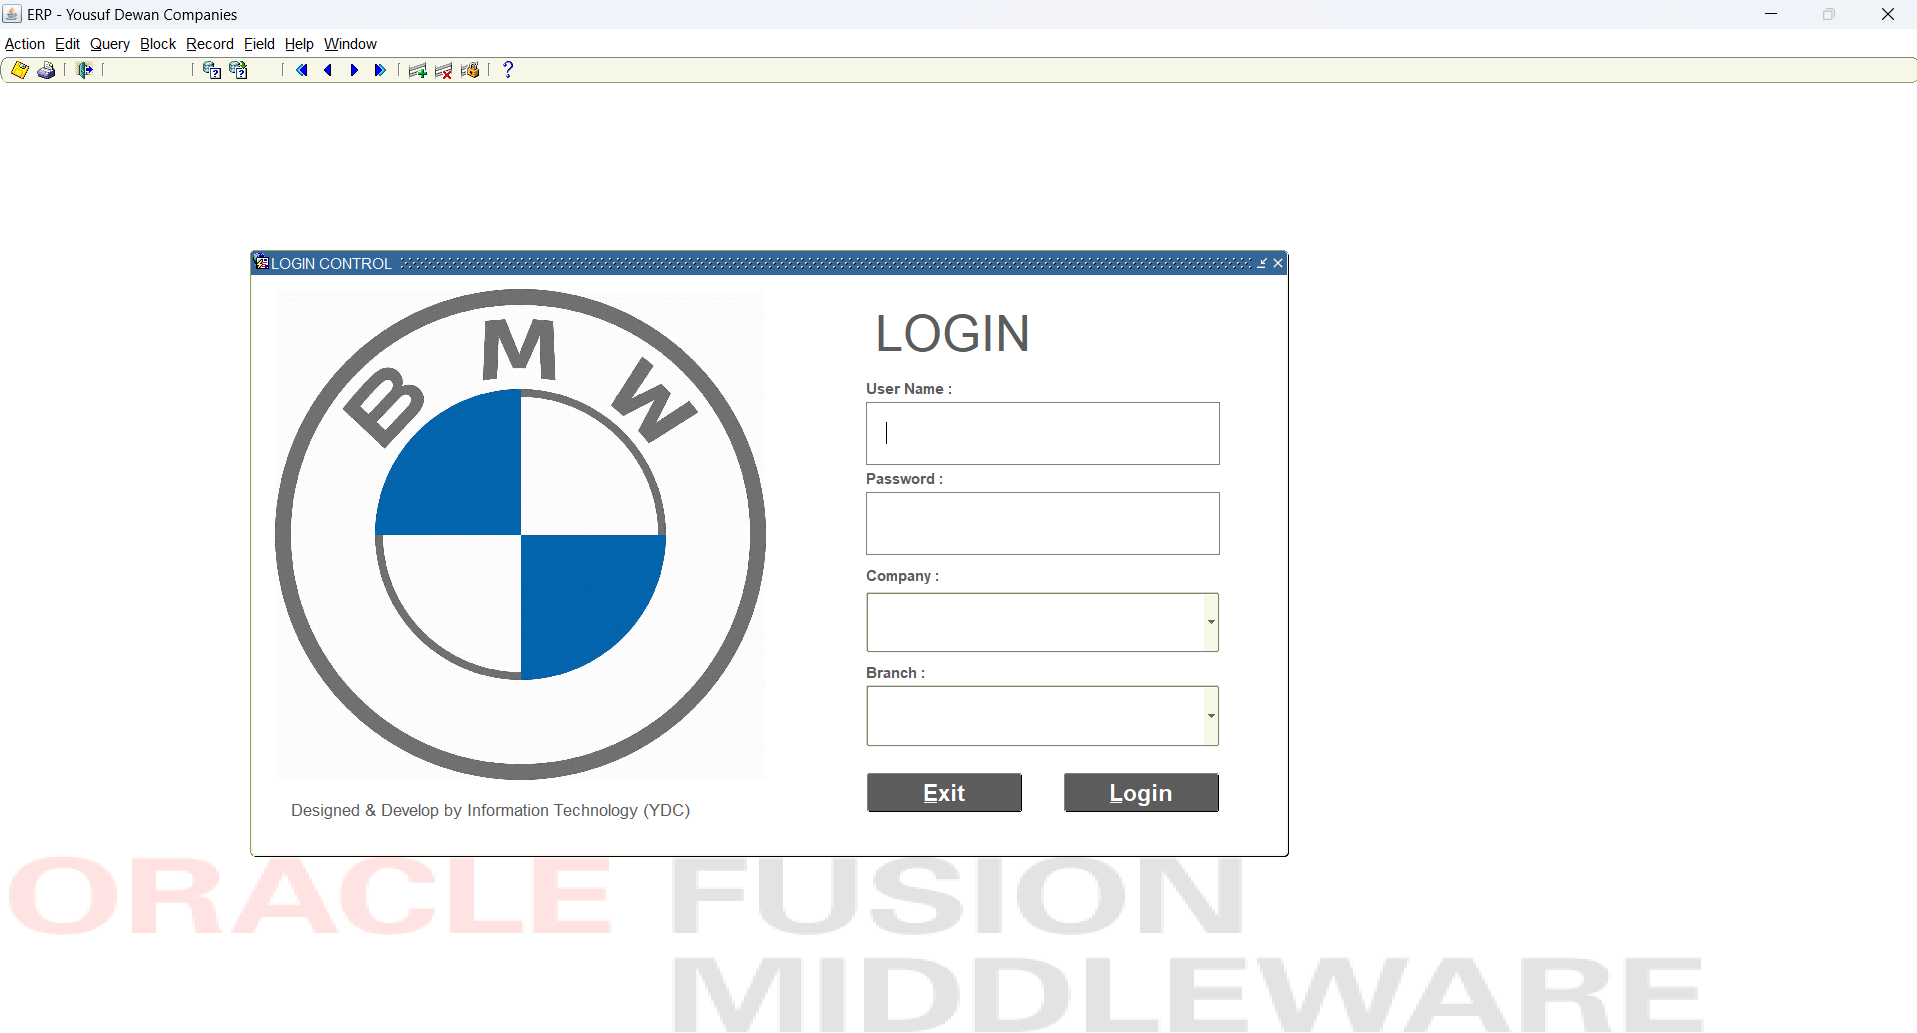 ERP - Yousuf Dewan Companies
Action Edit Query Block Record Field Help Window
LOGIN CONTROL
BMW
LOGIN
User Name :
Password :
Company :
Branch :
Exit Login
Designed & Develop by Information Technology (YDC)
ORACLE FUSION
MIDDLEWARE